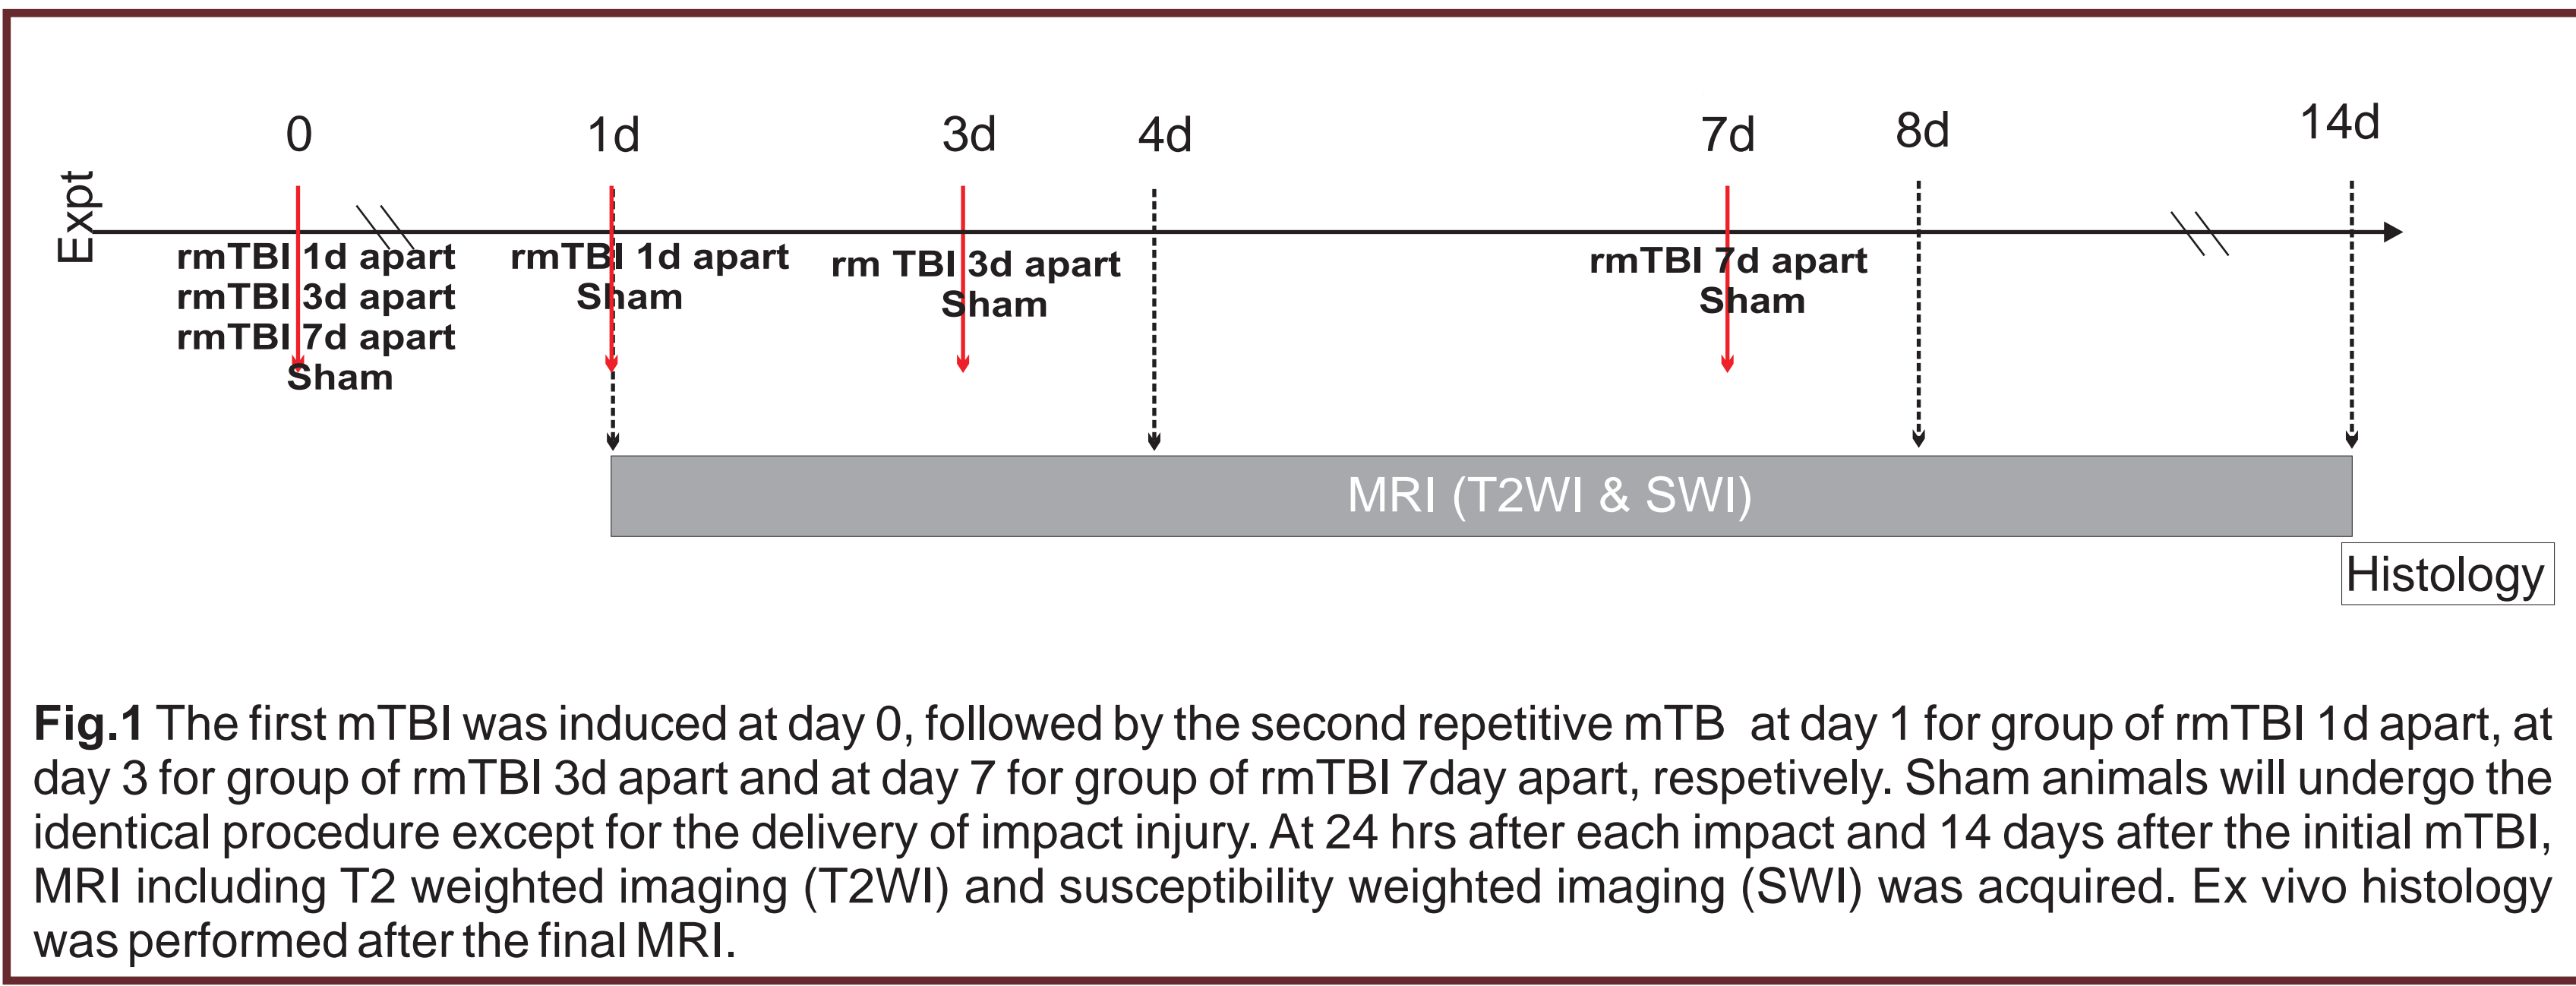 0 1d 3d 4d 7d 8d 14d
Expt
rmTBI 1d apart
rmTBI 3d apart
rmTBI 7d apart
Sham
rmTBI 1d apart
Sham
rm TBI 3d apart
Sham
rmTBI 7d apart
Sham
MRI (T2WI & SWI)
Histology
Fig.1 The first mTBI was induced at day 0, followed by the second repetitive mTB at day 1 for group of rmTBI 1d apart, at
day 3 for group of rmTBI 3d apart and at day 7 for group of rmTBI 7day apart, respetively. Sham animals will undergo the
identical procedure except for the delivery of impact injury. At 24 hrs after each impact and 14 days after the initial mTBI,
MRI including T2 weighted imaging (T2WI) and susceptibility weighted imaging (SWI) was acquired. Ex vivo histology
was performed after the final MRI.